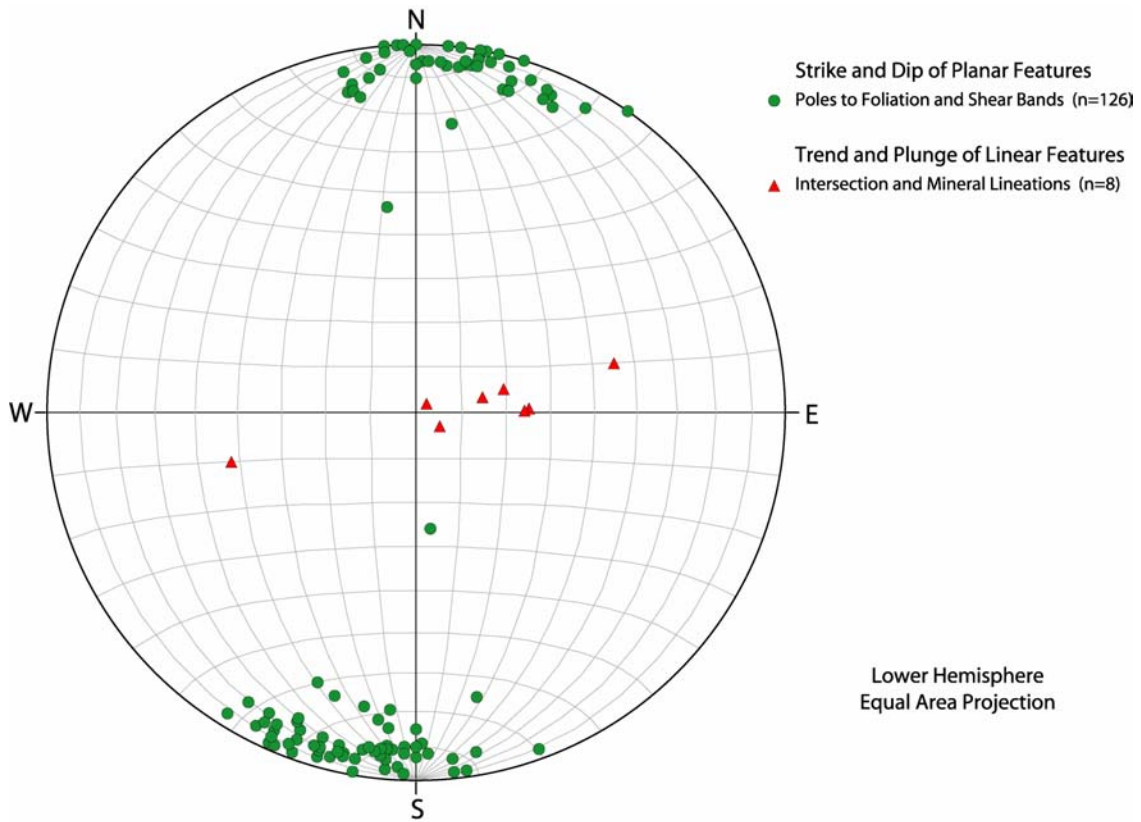 N
Strike and Dip of Planar Features
Poles to Foliation and Shear Bands (n=126)
Trend and Plunge of Linear Features
Intersection and Mineral Lineations (n=8)
W
E
Lower Hemisphere
Equal Area Projection
S